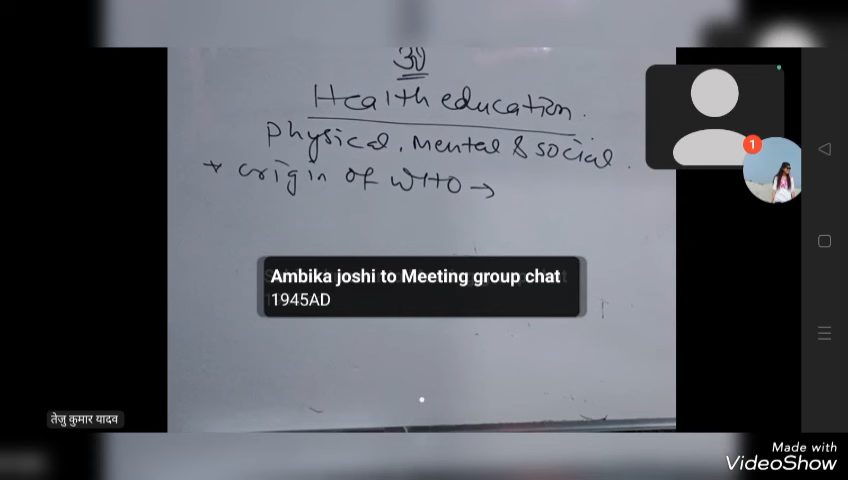 ॐ
Health education.
Physical, Mental & social.
* origin of WHO →
1
Ambika joshi to Meeting group chat
1945AD
तेजु कुमार यादव
Made with
VideoShow